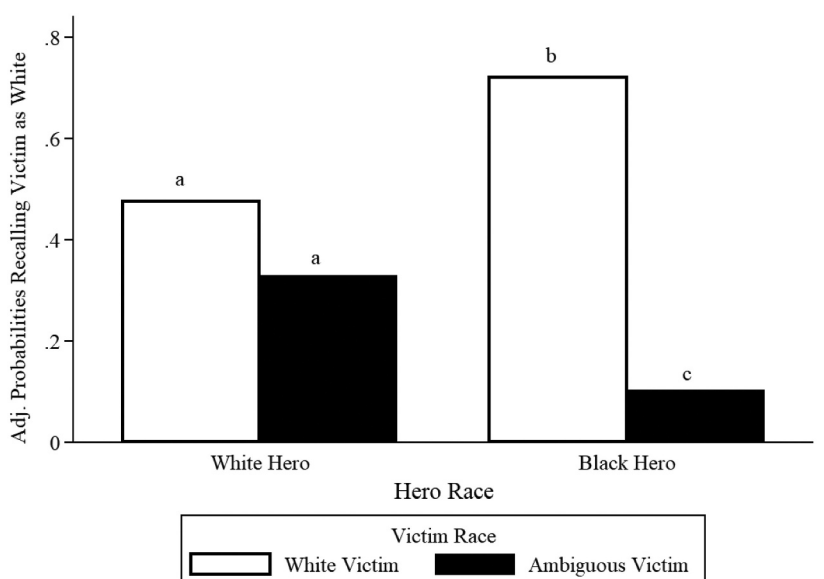 Adj. Probabilities Recalling Victim as White
.8
.6
.4
.2
0
a
a
b
c
White Hero
Black Hero
Hero Race
Victim Race
White Victim
Ambiguous Victim